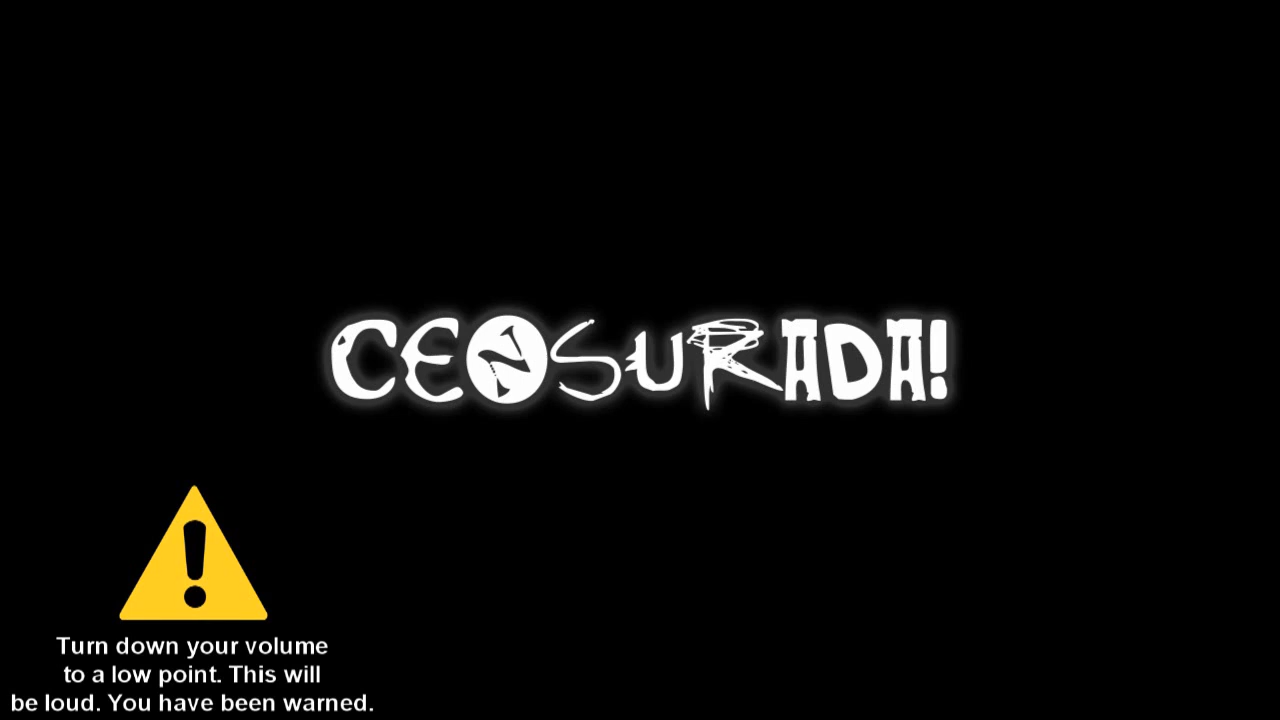 CENSURADA!
Turn down your volume
to a low point. This will
be loud. You have been warned.